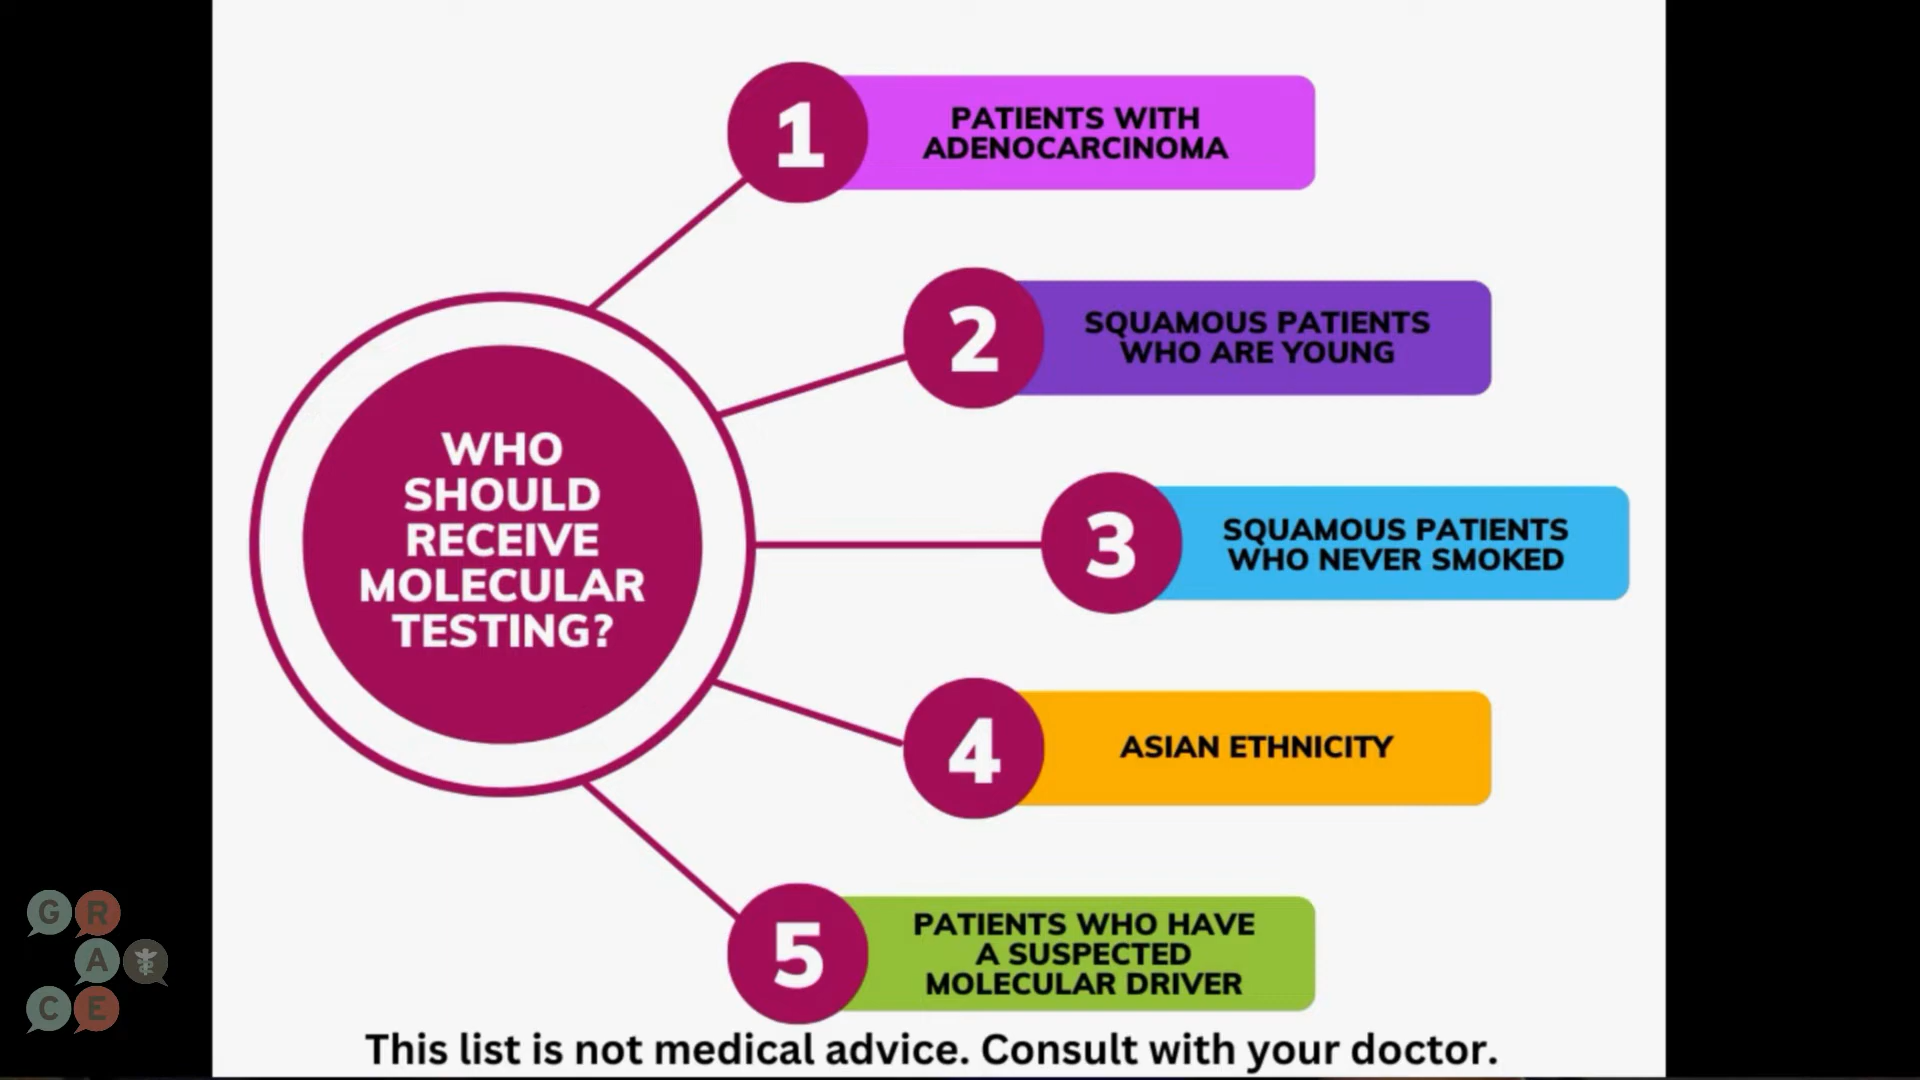 WHO
SHOULD
RECEIVE
MOLECULAR
TESTING?
1
PATIENTS WITH
ADENOCARCINOMA
2
SQUAMOUS PATIENTS
WHO ARE YOUNG
3
SQUAMOUS PATIENTS
WHO NEVER SMOKED
4
ASIAN ETHNICITY
5
PATIENTS WHO HAVE
A SUSPECTED
MOLECULAR DRIVER
This list is not medical advice. Consult with your doctor.
G R
A
C E